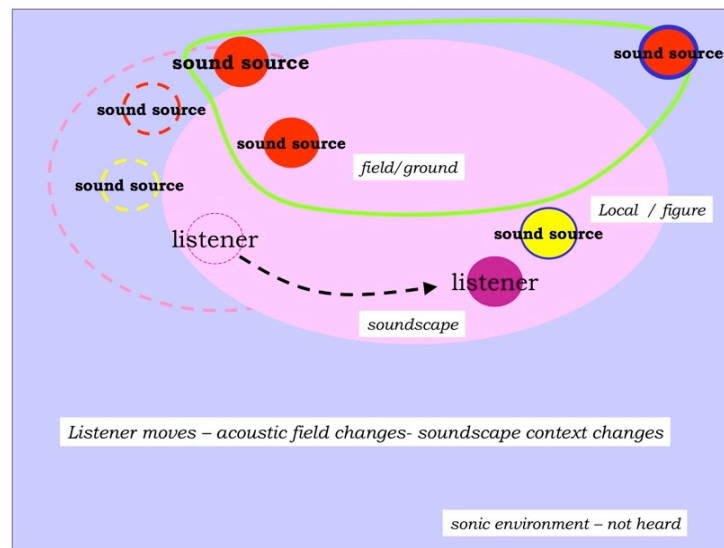 sound source
sound source
sound source
sound source
field/ground
sound source
Local / figure
sound source
listener
listener
soundscape
Listener moves – acoustic field changes- soundscape context changes
sonic environment – not heard